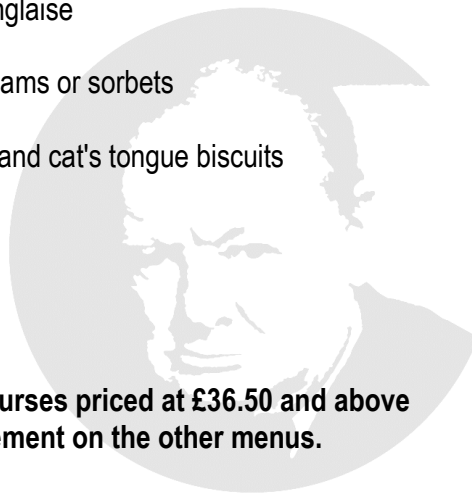 nglaise
ams or sorbets
and cat's tongue biscuits
urses priced at £36.50 and above
ement on the other menus.